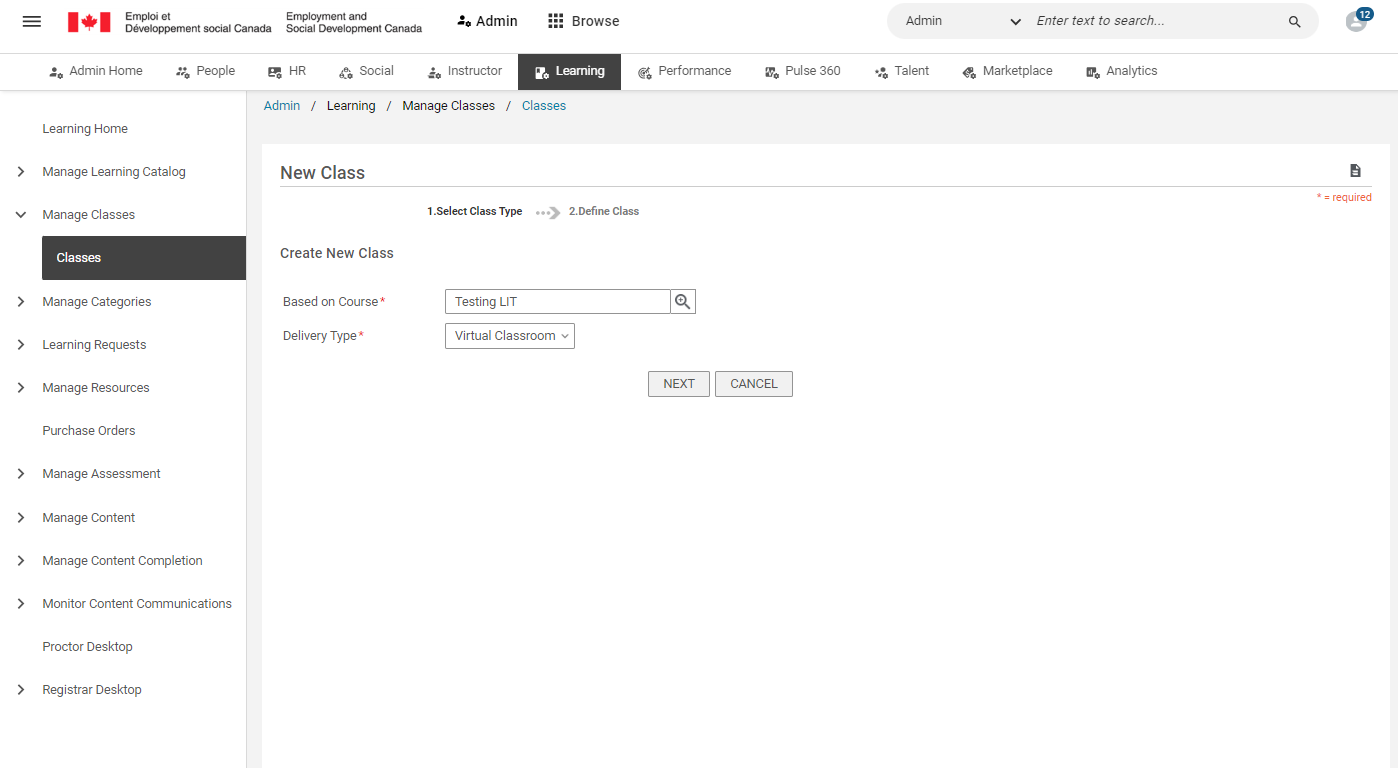 Emploi et
Développement social Canada
Employment and
Social Development Canada
Admin
Browse
Admin
Enter text to search...
12
Admin Home
People
HR
Social
Instructor
Learning
Performance
Pulse 360
Talent
Marketplace
Analytics
Admin / Learning / Manage Classes / Classes
Learning Home
Manage Learning Catalog
Manage Classes
Classes
Manage Categories
Learning Requests
Manage Resources
Purchase Orders
Manage Assessment
Manage Content
Manage Content Completion
Monitor Content Communications
Proctor Desktop
Registrar Desktop
New Class
* = required
1.Select Class Type
2.Define Class
Create New Class
Based on Course* Testing LIT
Delivery Type* Virtual Classroom
NEXT
CANCEL